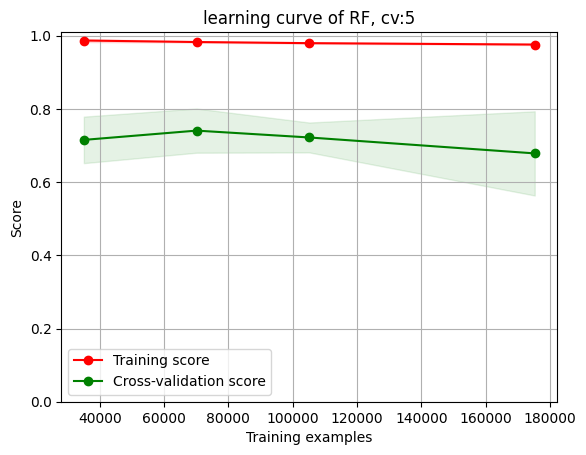 learning curve of RF, cv:5
1.0
0.8
0.6
0.4
0.2
0.0
Score
Training score
Cross-validation score
40000 60000 80000 100000 120000 140000 160000 180000
Training examples